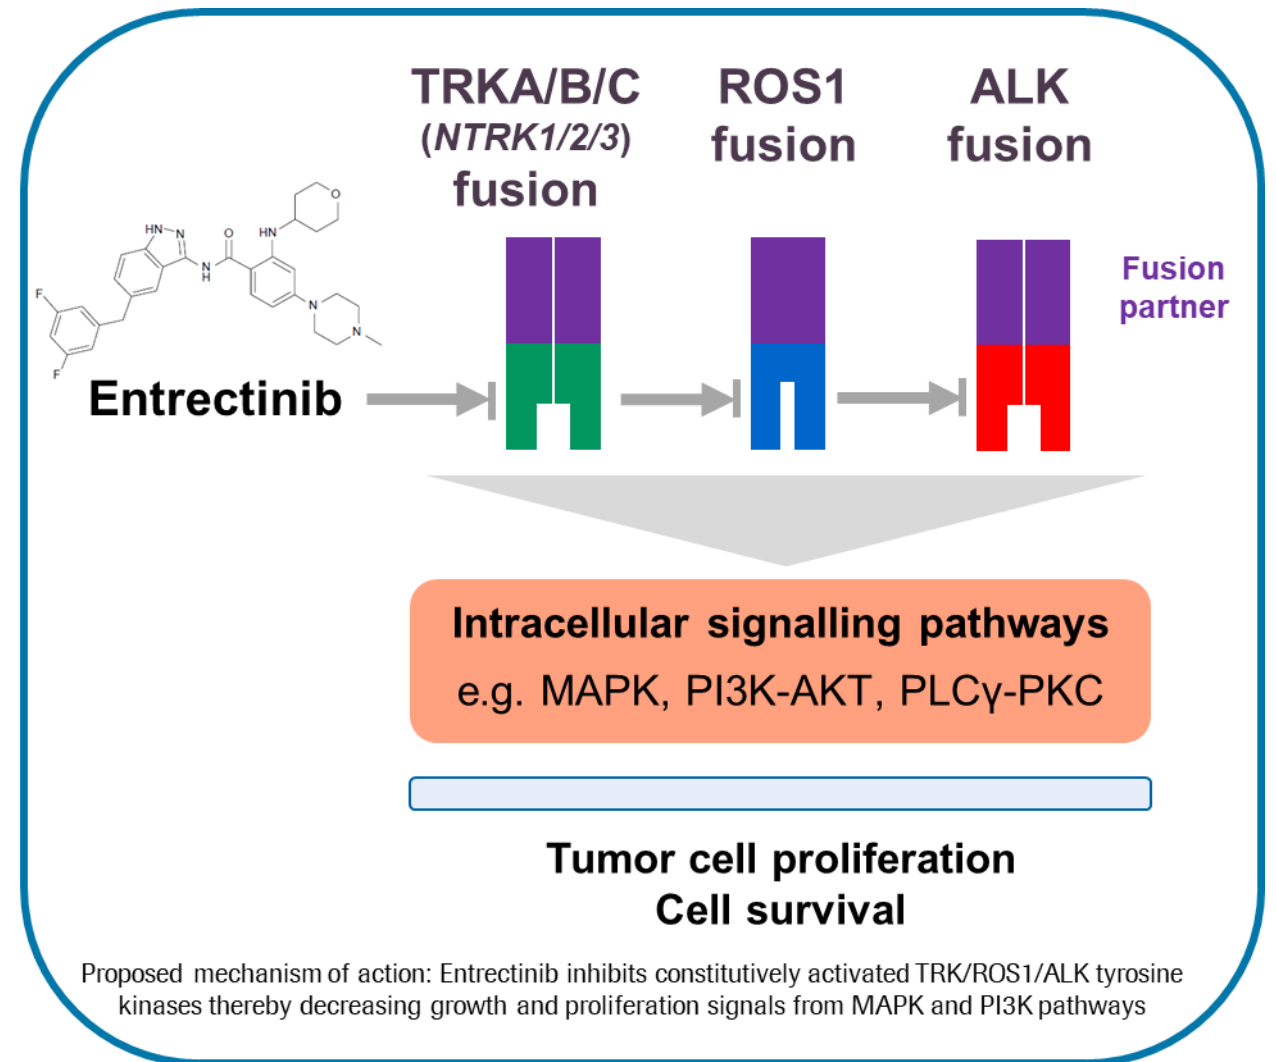 TRKA/B/C
(NTRK1/2/3)
fusion
ROS1
fusion
ALK
fusion
HN
N
N
H
O
HN
O
N
N
F
F
Fusion
partner
Entrectinib
Intracellular signalling pathways
e.g. MAPK, PI3K-AKT, PLCγ-PKC
Tumor cell proliferation
Cell survival
Proposed mechanism of action: Entrectinib inhibits constitutively activated TRK/ROS1/ALK tyrosine
kinases thereby decreasing growth and proliferation signals from MAPK and PI3K pathways